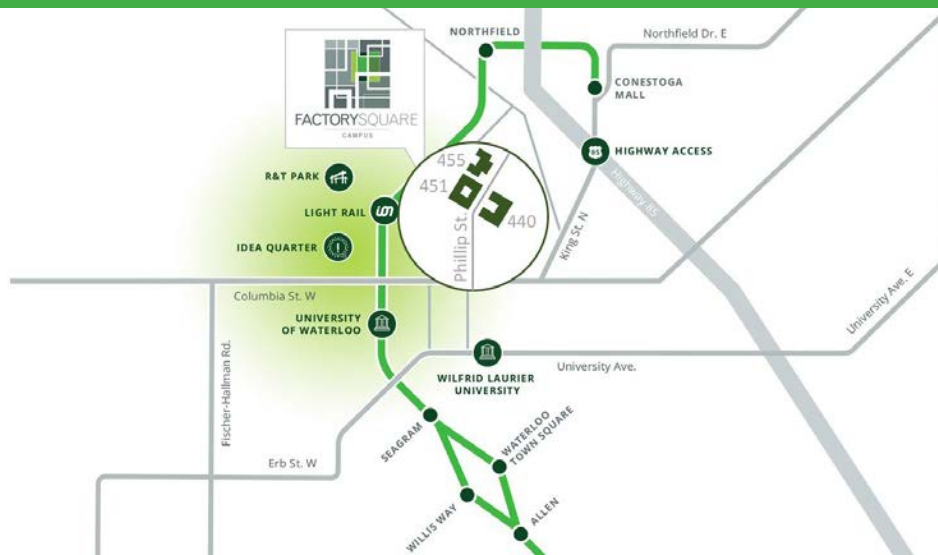 NORTHFIELD
Northfield Dr. E
CONESTOGA
MALL
FACTORYSQUARE
CAMPUS
HIGHWAY ACCESS
85
Highway 85
R&T PARK
LIGHT RAIL
ion
IDEA QUARTER
455
451
440
Phillip St.
King St. N
Columbia St. W
UNIVERSITY
OF WATERLOO
University Ave. E
University Ave.
WILFRID LAURIER
UNIVERSITY
Fischer-Hallman Rd.
SEAGRAM
WATERLOO
TOWN SQUARE
Erb St. W
WILLIS WAY
ALLEN